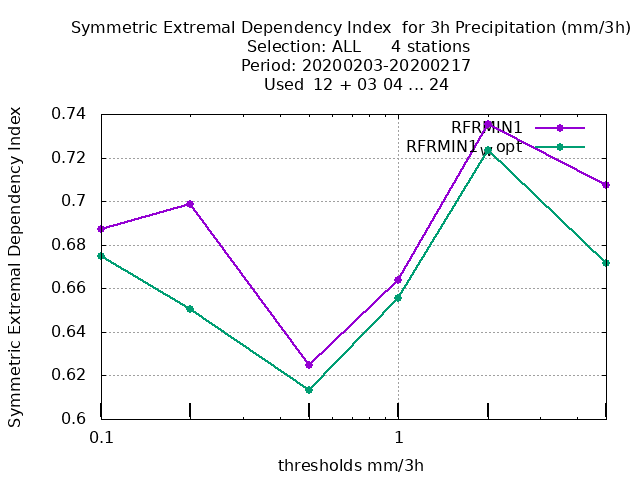 Symmetric Extremal Dependency Index  for 3h Precipitation (mm/3h)
Selection: ALL      4 stations
Period: 20200203-20200217
Used  12 + 03 04 ... 24
Symmetric Extremal Dependency Index
0.74
0.72
0.7
0.68
0.66
0.64
0.62
0.6
RFRMIN1
RFRMIN1, opt
0.1
1
thresholds mm/3h